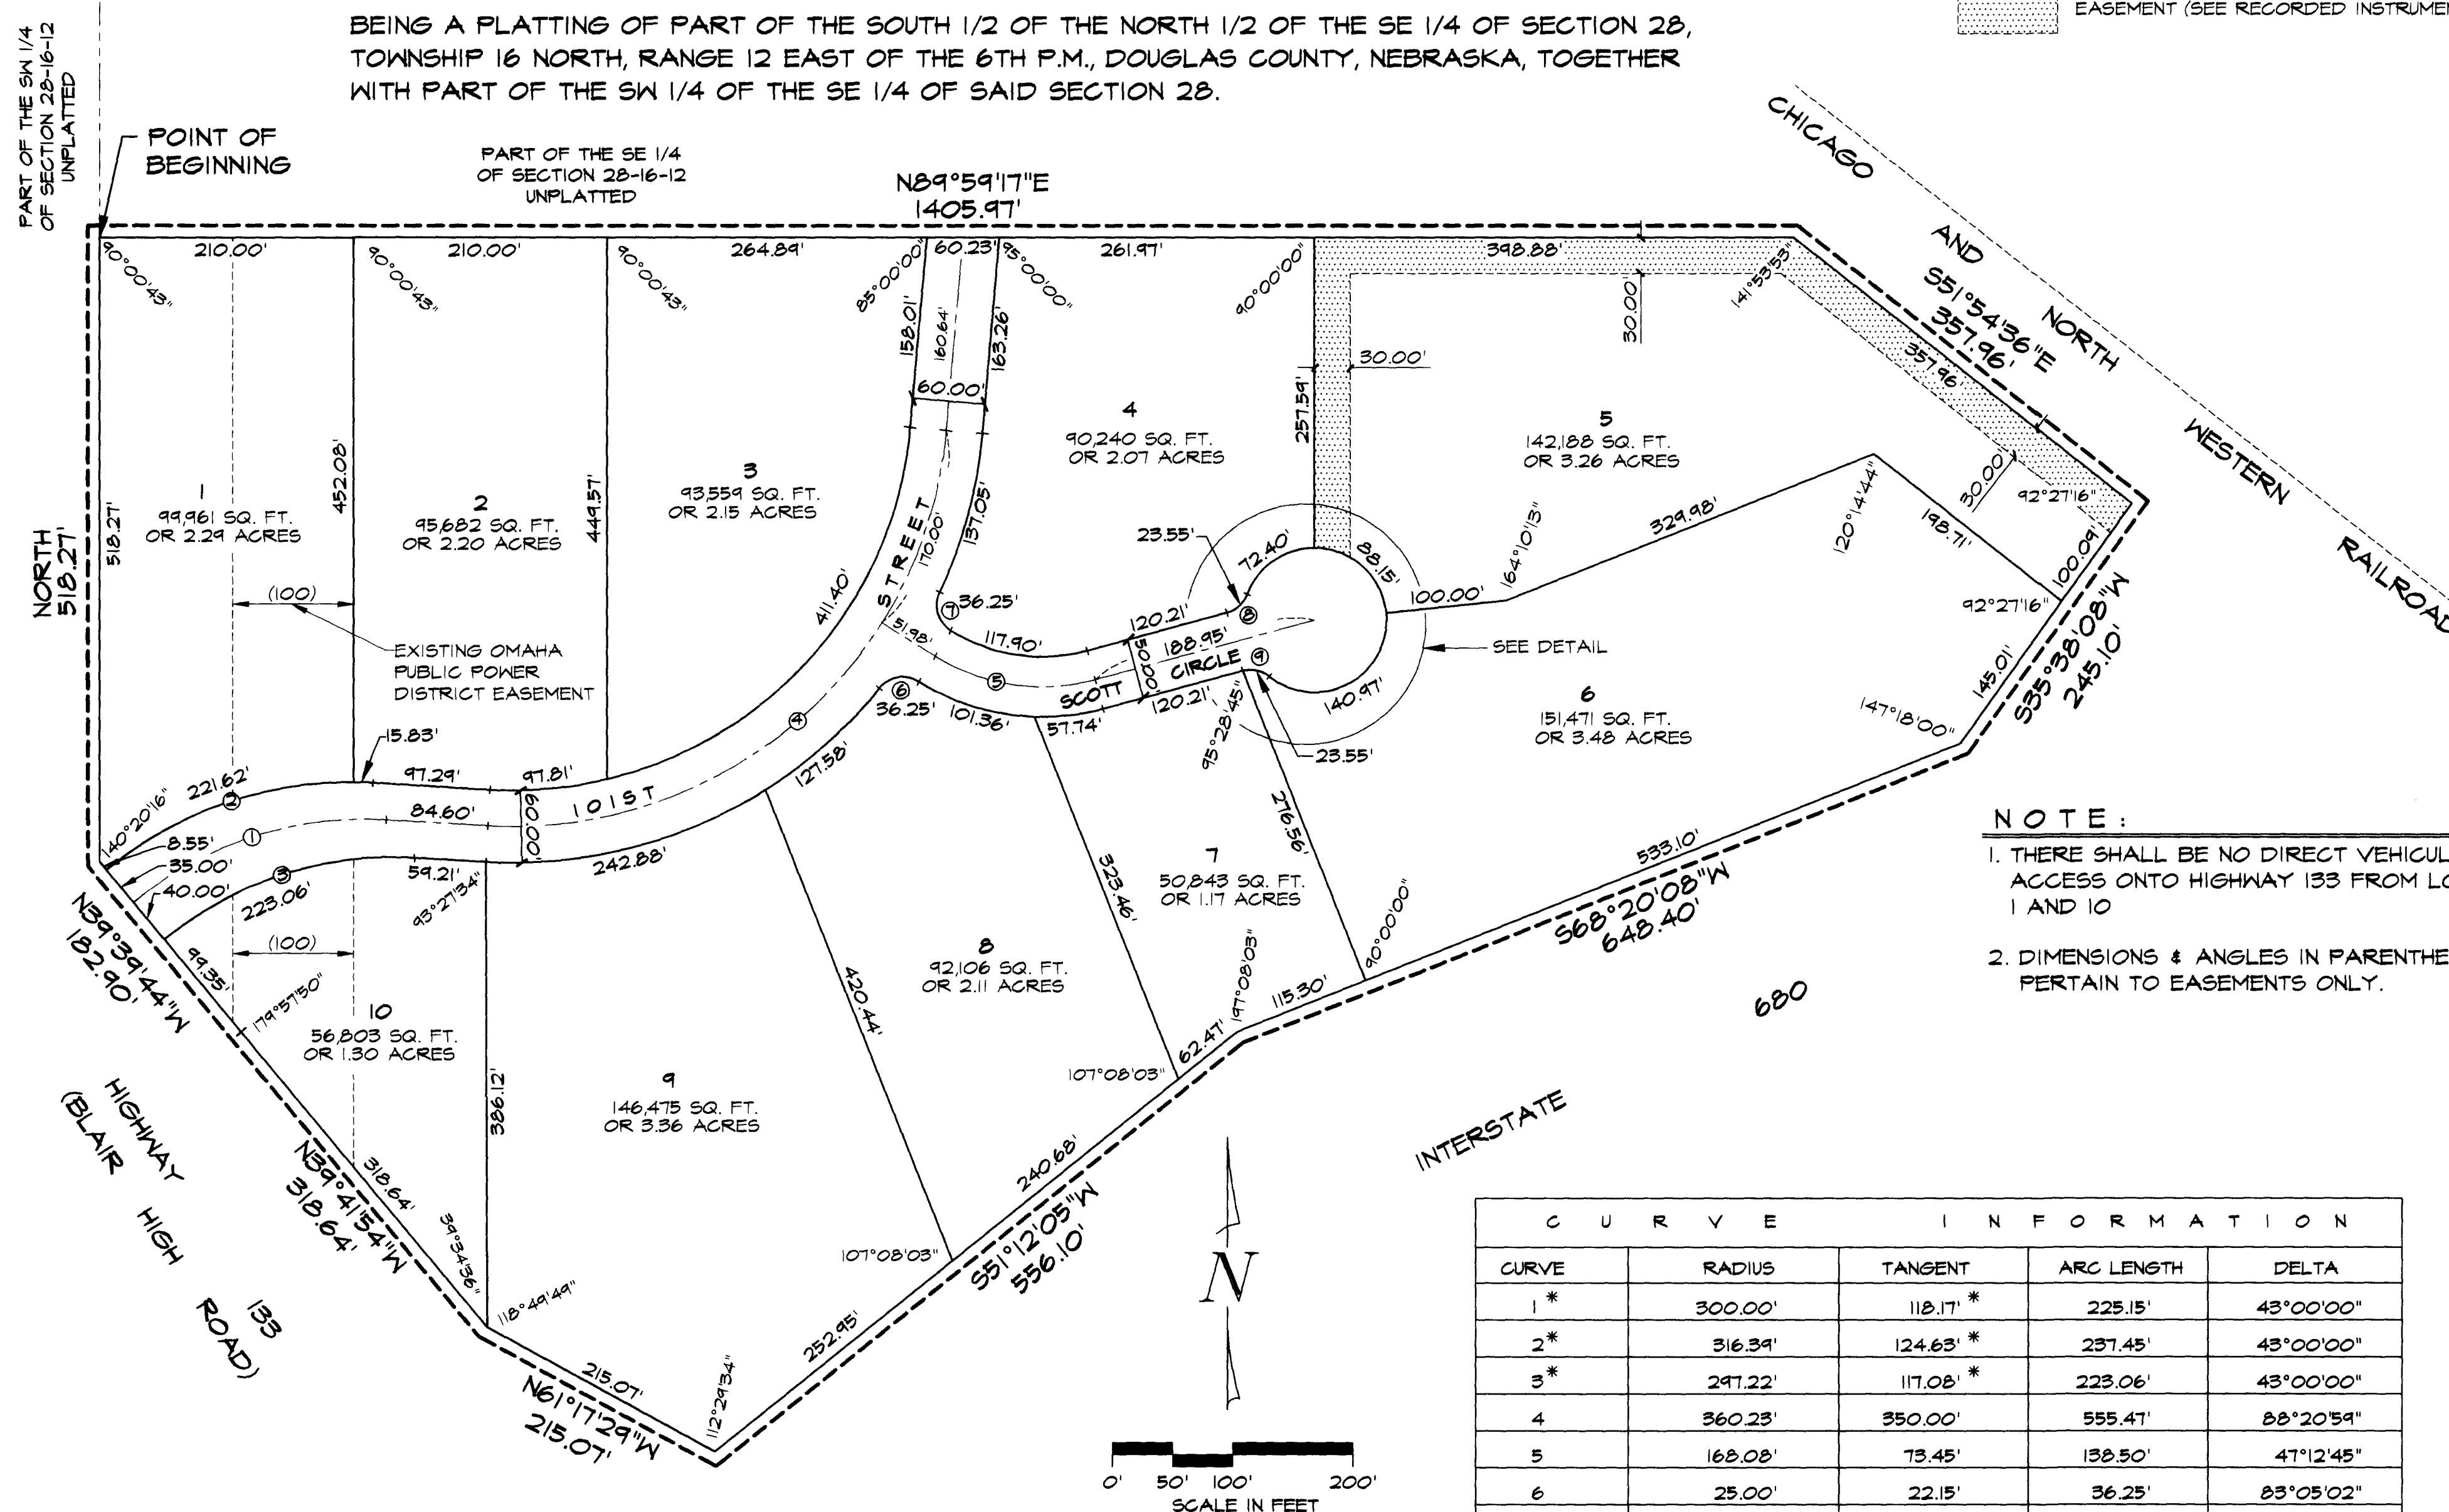 EASEMENT (SEE RECORDED
BEING A PLATTING OF PART OF THE SOUTH 1/2 OF THE NORTH 1/2 OF THE SE 1/4 OF SECTION 28,
TOWNSHIP 16 NORTH, RANGE 12 EAST OF THE 6TH P.M., DOUGLAS COUNTY, NEBRASKA, TOGETHER
WITH PART OF THE SW 1/4 OF THE SE 1/4 OF SAID SECTION 28.
PART OF THE SW 1/4
OF SECTION 28-16-12
UNPLATTED
POINT OF
BEGINNING
PART OF THE SE 1/4
OF SECTION 28-16-12
UNPLATTED
N89°59'17"E
1405.97'
CHICAGO
AND
NORTH
WESTERN
RAILROAD
S51°54'36"E
357.96'
210.00'
210.00'
264.89'
60.23'
261.97'
398.88'
90°00'43"
90°00'43"
90°00'43"
85°00'00"
95°00'00"
90°00'00"
141°53'53"
158.01'
160.64'
163.26'
60.00'
257.59'
30.00'
30.00'
357.96'
30.00'
92°27'16"
NORTH
518.27'
518.27'
1
99,961 SQ. FT.
OR 2.29 ACRES
452.08'
2
95,682 SQ. FT.
OR 2.20 ACRES
449.57'
3
93,559 SQ. FT.
OR 2.15 ACRES
4
90,240 SQ. FT.
OR 2.07 ACRES
5
142,188 SQ. FT.
OR 3.26 ACRES
(100)
EXISTING OMAHA
PUBLIC POWER
DISTRICT EASEMENT
411.40'
STREET
170.00'
137.05'
7
36.25'
51.98'
117.90'
23.55'
72.40'
88.15'
120.21'
8
188.95'
50.00'
SCOTT
CIRCLE
9
120.21'
5
6
36.25'
101.36'
57.74'
95°28'45"
140.97'
23.55'
SEE DETAIL
100.00'
164°10'13"
329.98'
120°14'44"
198.71'
100.09'
92°27'16"
145.01'
S35°38'08"W
245.10'
147°18'00"
6
151,471 SQ. FT.
OR 3.48 ACRES
4
127.58'
15.83'
97.29'
97.81'
221.62'
2
140°20'16"
8.55'
35.00'
40.00'
1
84.60'
60.00'
101ST
3
223.06'
59.21'
93°27'34"
242.88'
323.46'
276.56'
7
50,843 SQ. FT.
OR 1.17 ACRES
533.10'
S68°20'08"W
648.40'
90°00'00"
115.30'
197°08'03"
62.47'
107°08'03"
8
92,106 SQ. FT.
OR 2.11 ACRES
420.44'
N39°39'44"W
182.90'
99.35'
(100)
179°57'50"
10
56,803 SQ. FT.
OR 1.30 ACRES
386.12'
9
146,475 SQ. FT.
OR 3.36 ACRES
HIGHWAY 133
(BLAIR HIGH ROAD)
N39°41'54"W
318.64'
318.64'
39°34'36"
118°49'49"
215.07'
N61°17'29"W
215.07'
112°29'34"
252.95'
107°08'03"
240.68'
S51°12'05"W
556.10'
INTERSTATE
680
NOTE:
1. THERE SHALL BE NO DIRECT
ACCESS ONTO HIGHWAY 133 FROM
1 AND 10
2. DIMENSIONS & ANGLES IN
PERTAIN TO EASEMENTS ONLY.
N
0' 50' 100' 200'
SCALE IN FEET
CURVE INFORMATION
CURVE RADIUS TANGENT ARC LENGTH DELTA
1* 300.00' 118.17' * 225.15' 43°00'00"
2* 316.39' 124.63' * 237.45' 43°00'00"
3* 297.22' 117.08' * 223.06' 43°00'00"
4 360.23' 350.00' 555.47' 88°20'59"
5 168.08' 73.45' 138.50' 47°12'45"
6 25.00' 22.15' 36.25' 83°05'02"